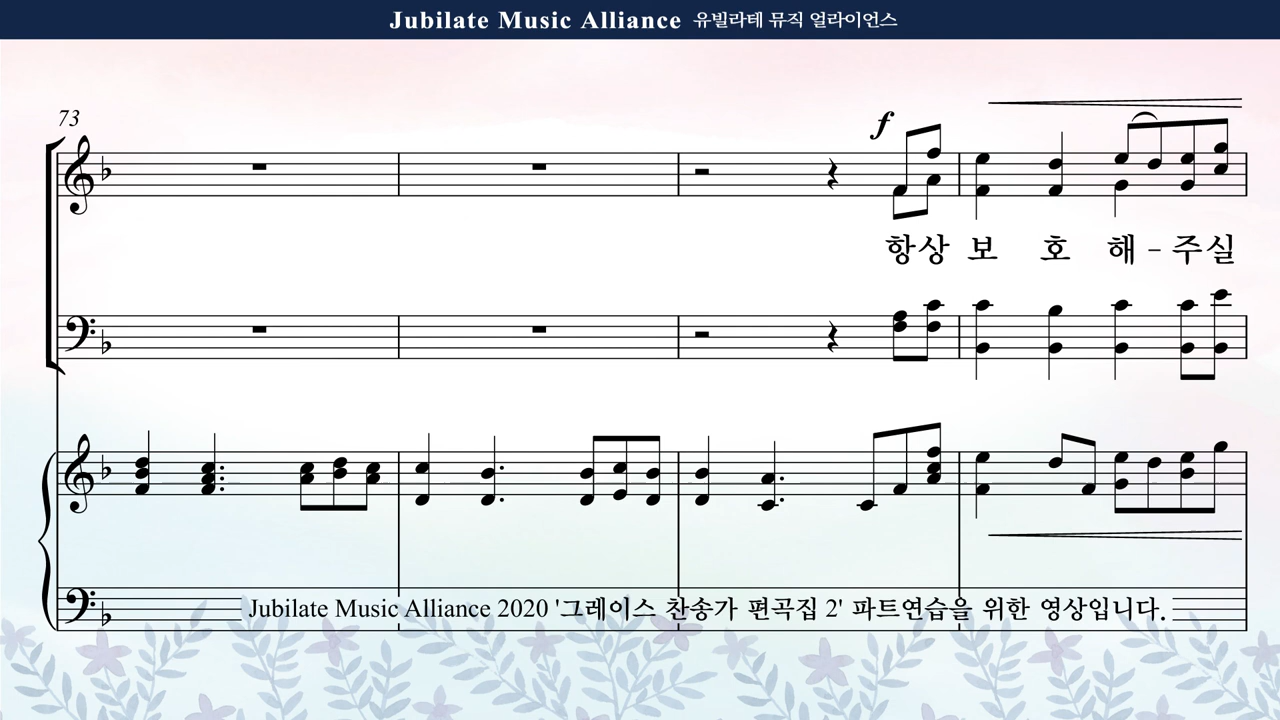 Jubilate Music Alliance 유빌라테 뮤직 얼라이언스
73
f
항상 보 호 해 - 주실
Jubilate Music Alliance 2020 '그레이스 찬송가 편곡집 2' 파트연습을 위한 영상입니다.